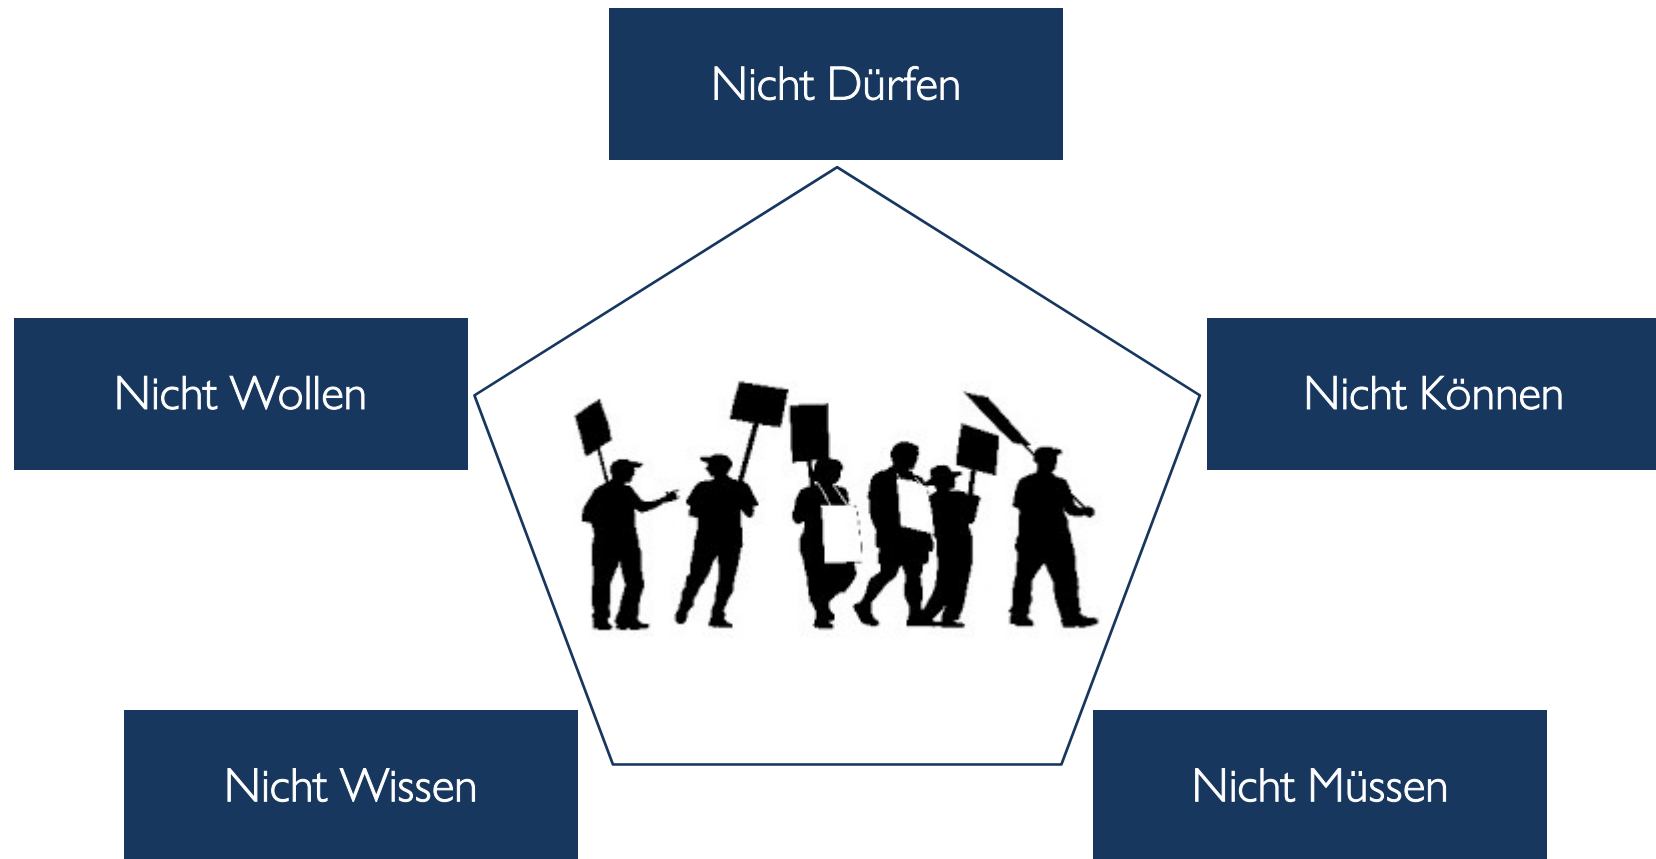 Nicht Dürfen
Nicht Wollen
Nicht Können
Nicht Wissen
Nicht Müssen